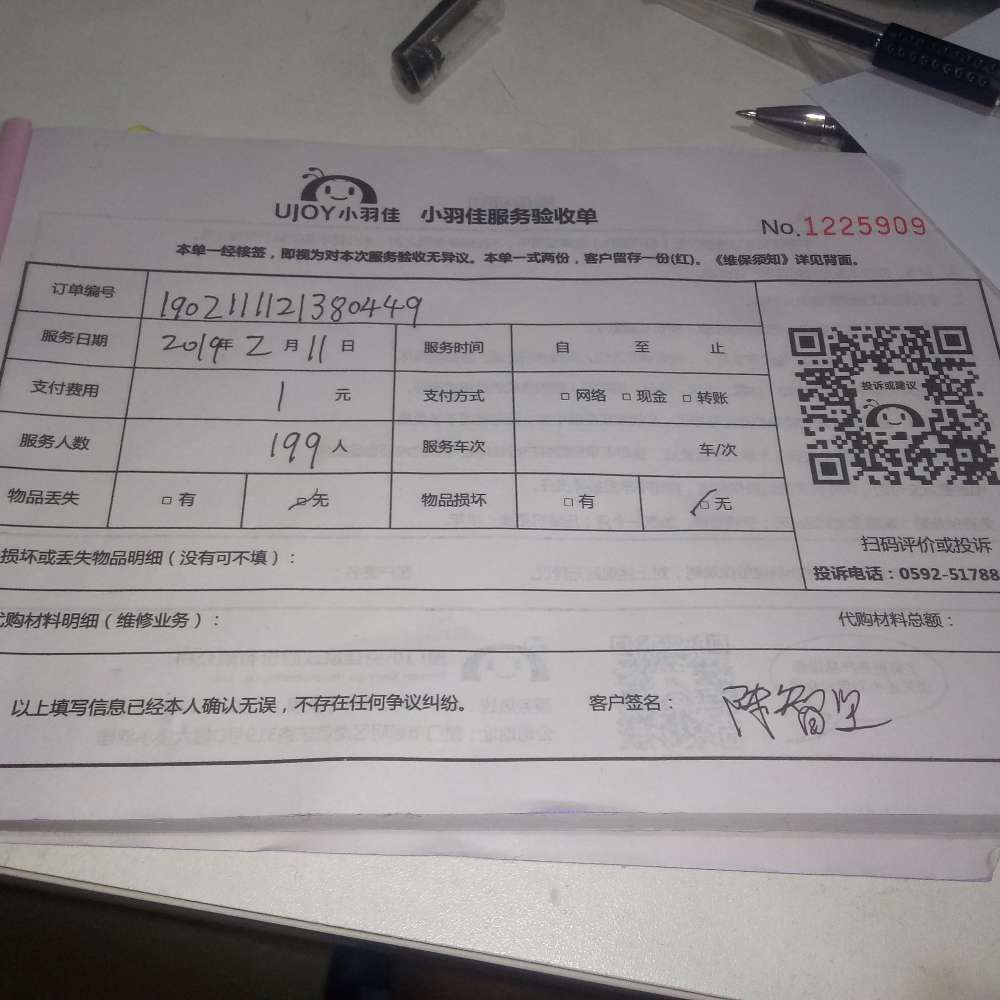 UJOY小羽佳 小羽佳服务验收单
No.1225909
本单一经核签，即视为对本次服务验收无异议。本单一式两份，客户留存一份(红)。《维保须知》详见背面。
订单编号 190211112138​0449
服务日期 2019年 2 月 11 日 服务时间 自 至 止
支付费用 1 元 支付方式 □ 网络 □ 现金 □ 转账
服务人数 199 人 服务车次 车/次
物品丢失 □ 有 □ 无 物品损坏 □ 有 □ 无
投诉或建议
扫码评价或投诉
投诉电话：0592-51788
损坏或丢失物品明细（没有可不填）：
代购材料明细（维修业务）： 代购材料总额：
以上填写信息已经本人确认无误，不存在任何争议纠纷。 客户签名：